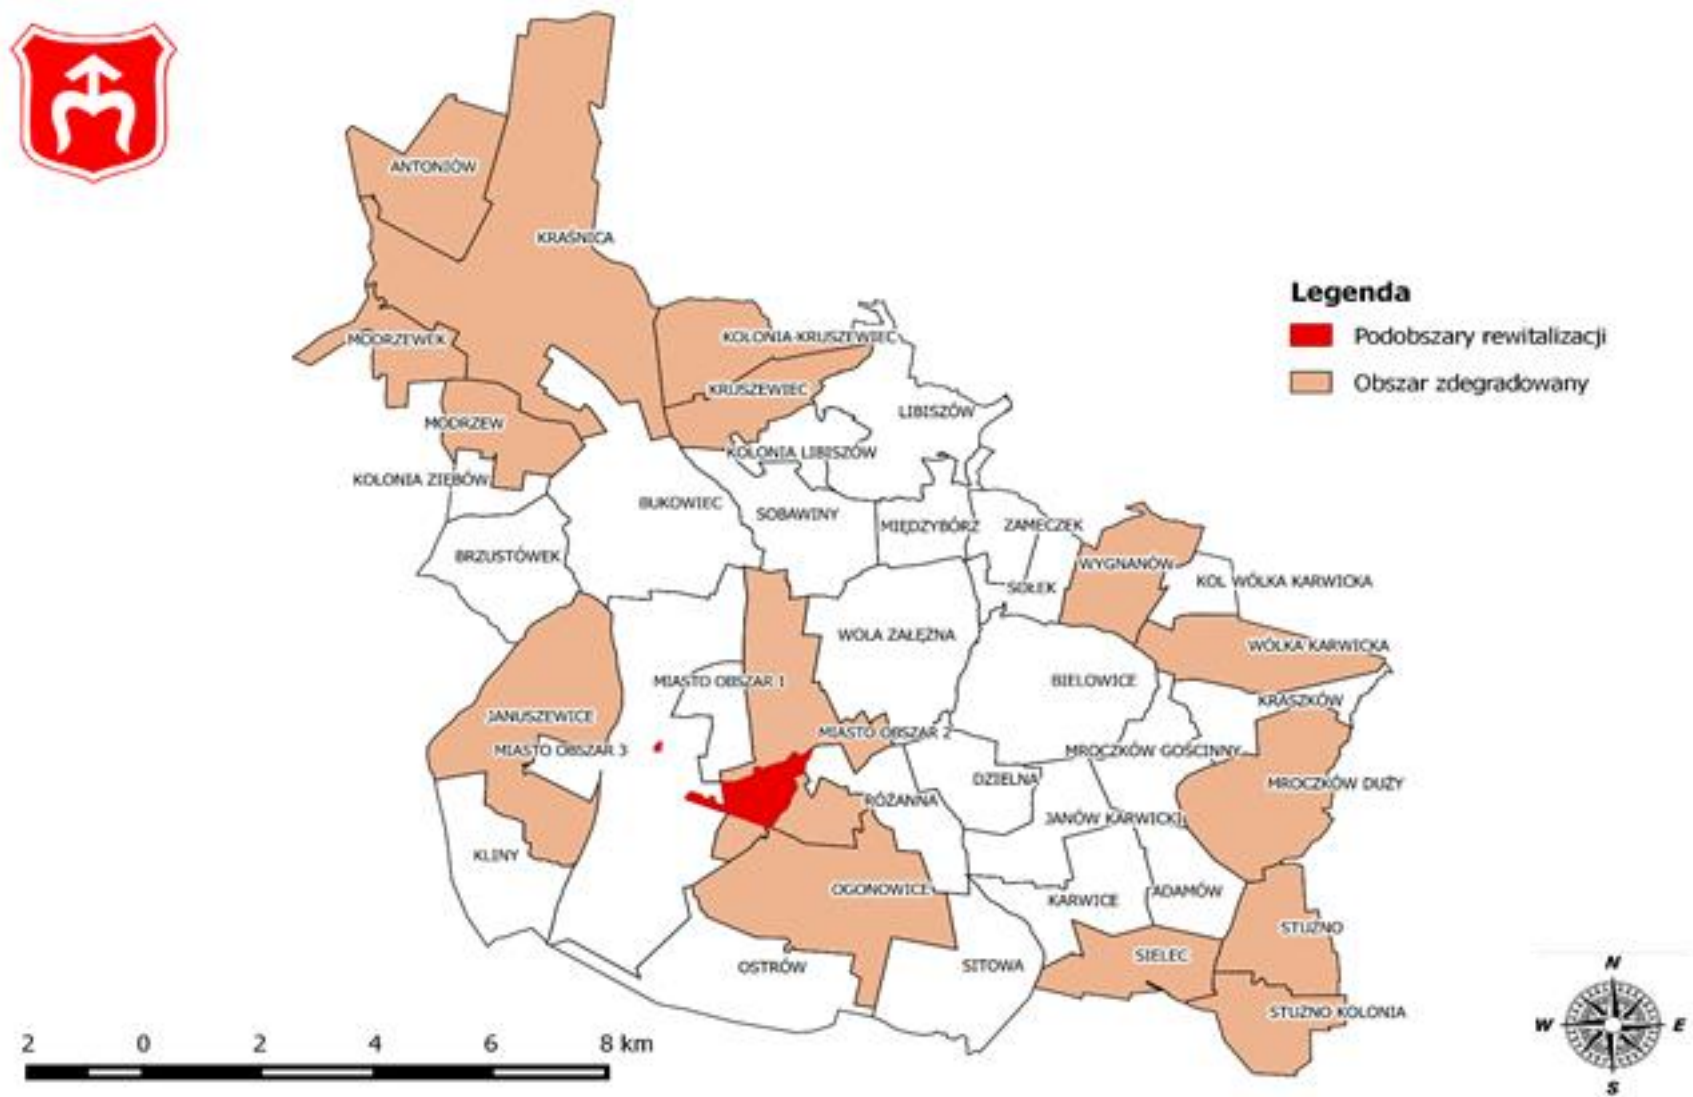 ANTONIÓW
KRAŚNICA
Legenda
Podobszary rewitalizacji
Obszar zdegradowany
MODRZEWEK
KOLONIA KRUSZEWIEC
KRUSZEWIEC
LIBISZÓW
MODRZEW
KOLONIA LIBISZÓW
KOLONIA ZIĘBÓW
BUKOWIEC
SOBAWINY
MIĘDZYBÓRZ
ZAMECZEK
BRZUSTÓWEK
WYGNANÓW
SOŁEK
KOL WÓLKA KARWICKA
WOLA ZAŁĘŻNA
WÓLKA KARWICKA
MIASTO OBSZAR 1
BIELOWICE
KRASZKÓW
JANUSZEWICE
MIASTO OBSZAR 2
MIASTO OBSZAR 3
MROCZKÓW GOŚCINNY
DZIELNA
MROCZKÓW DUŻY
RÓŻANNA
JANÓW KARWICKI
KLINY
OGONOWICE
KARWICE
ADAMÓW
STUŻNO
OSTRÓW
SITOWA
SIELEC
STUŻNO KOLONIA
2 0 2 4 6 8 km
N
W E
S